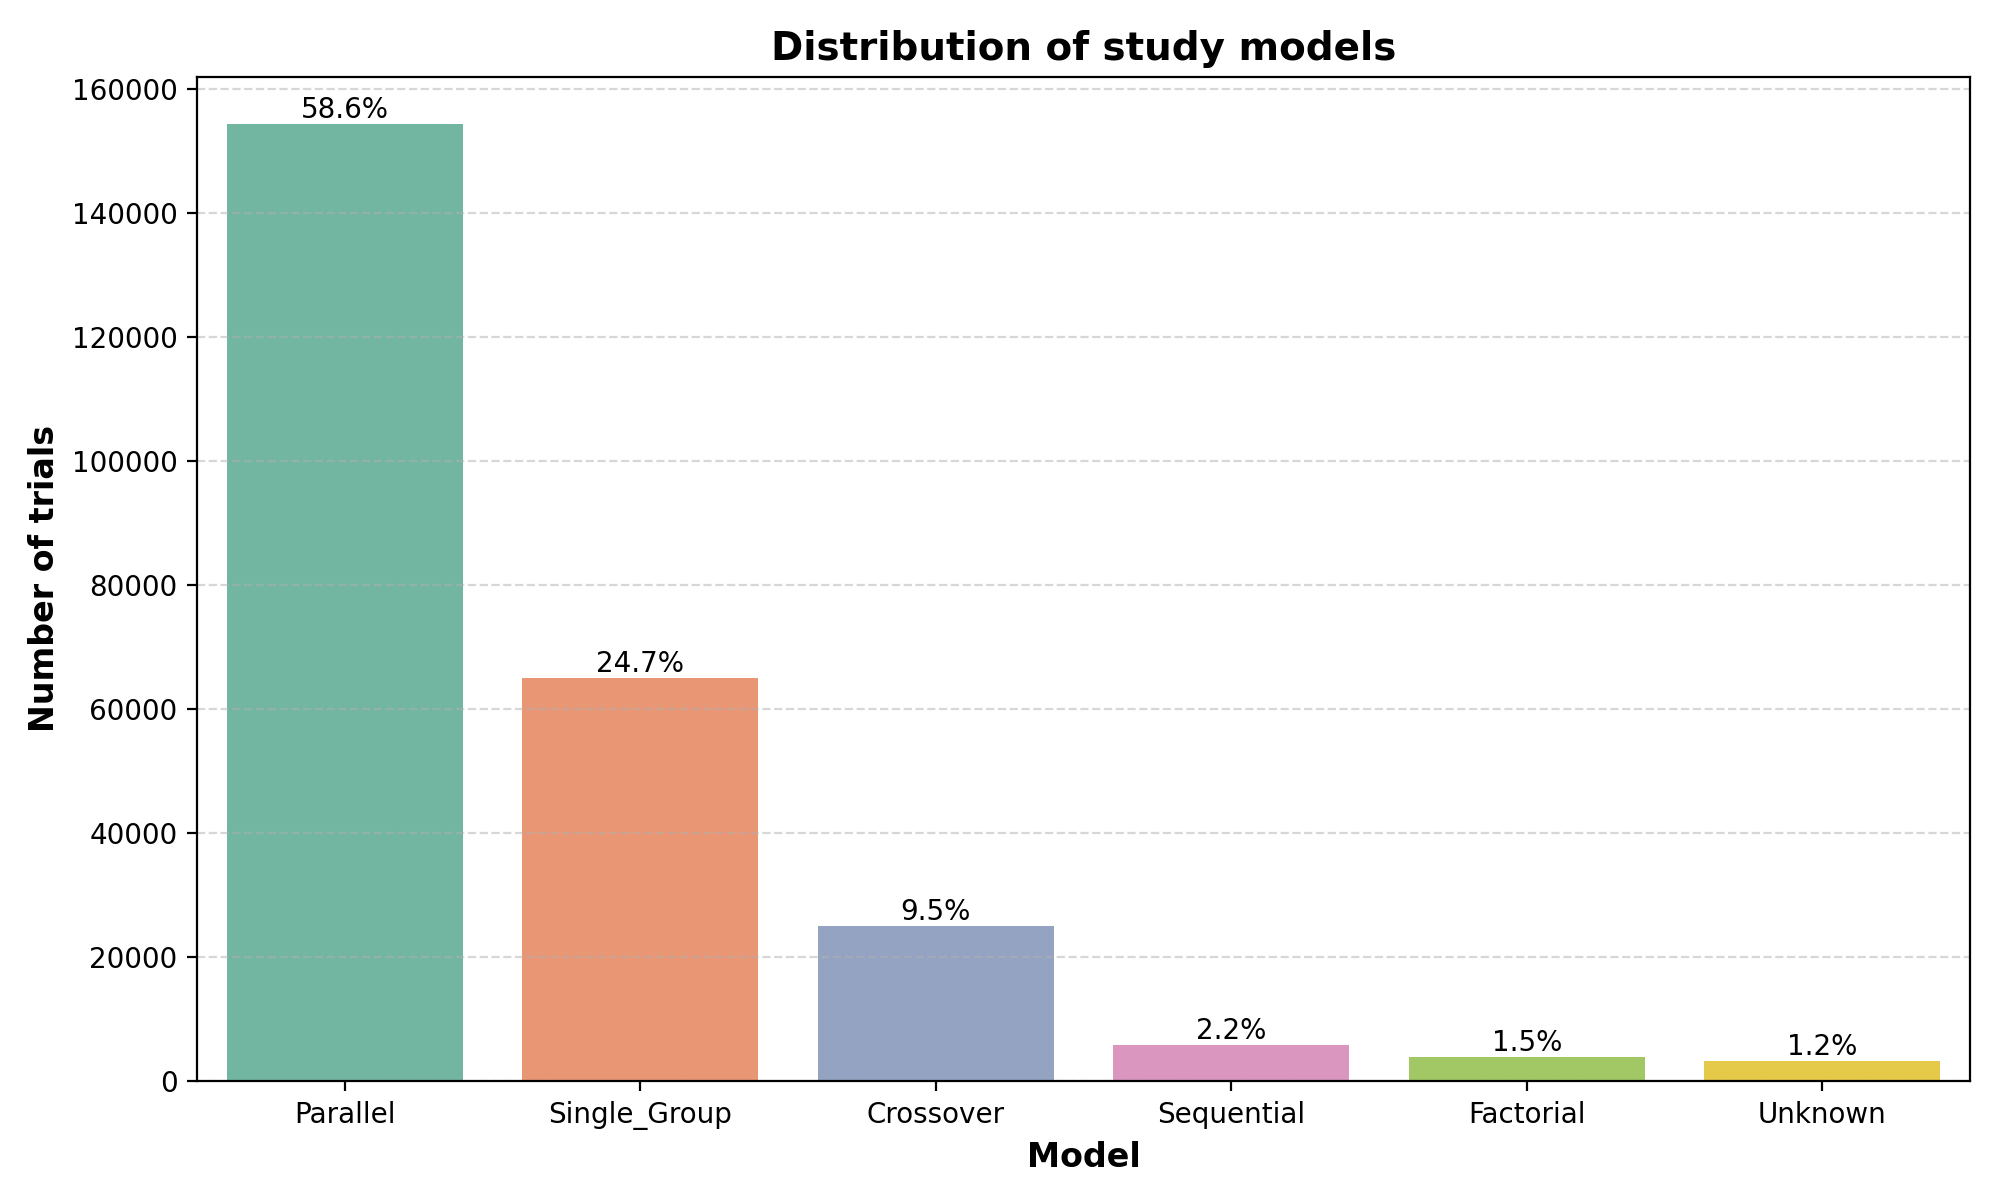 Distribution of study models
160000
140000
120000
100000
80000
60000
40000
20000
0
Number of trials
58.6%
24.7%
9.5%
2.2%
1.5%
1.2%
Parallel
Single_Group
Crossover
Sequential
Factorial
Unknown
Model